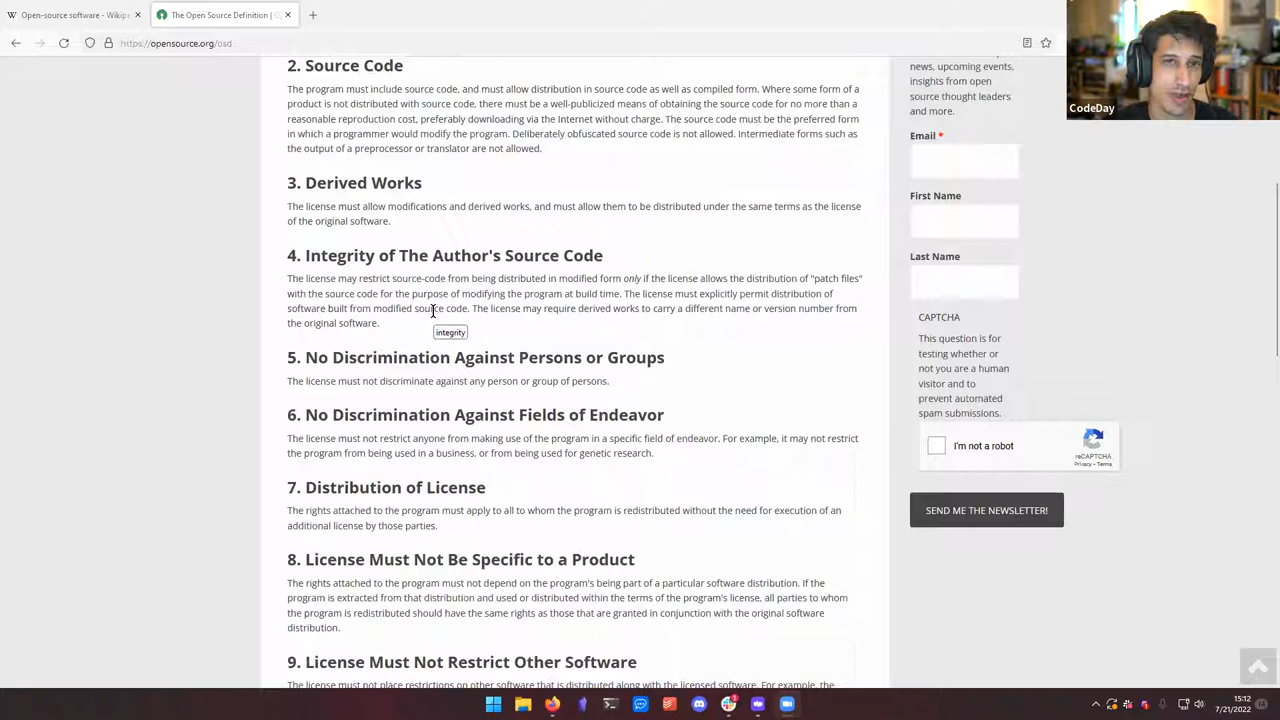 Open-source software - Wikip
The Open Source Definition | O
https://opensource.org/osd
CodeDay
2. Source Code
The program must include source code, and must allow distribution in source code as well as compiled form. Where some form of
a product is not distributed with source code, there must be a well-publicized means of obtaining the source code for no more than a
reasonable reproduction cost, preferably downloading via the Internet without charge. The source code must be the preferred form
in which a programmer would modify the program. Deliberately obfuscated source code is not allowed. Intermediate forms such as
the output of a preprocessor or translator are not allowed.
3. Derived Works
The license must allow modifications and derived works, and must allow them to be distributed under the same terms as the license
of the original software.
4. Integrity of The Author's Source Code
The license may restrict source-code from being distributed in modified form only if the license allows the distribution of "patch files"
with the source code for the purpose of modifying the program at build time. The license must explicitly permit distribution of
software built from modified source code. The license may require derived works to carry a different name or version number from
the original software.
integrity
5. No Discrimination Against Persons or Groups
The license must not discriminate against any person or group of persons.
6. No Discrimination Against Fields of Endeavor
The license must not restrict anyone from making use of the program in a specific field of endeavor. For example, it may not restrict
the program from being used in a business, or from being used for genetic research.
7. Distribution of License
The rights attached to the program must apply to all to whom the program is redistributed without the need for execution of an
additional license by those parties.
8. License Must Not Be Specific to a Product
The rights attached to the program must not depend on the program's being part of a particular software distribution. If the
program is extracted from that distribution and used or distributed within the terms of the program's license, all parties to whom
the program is redistributed should have the same rights as those that are granted in conjunction with the original software
distribution.
9. License Must Not Restrict Other Software
The license must not place restrictions on other software that is distributed along with the licensed software. For example, the
news, upcoming events,
insights from open
source thought leaders
and more.
Email *
First Name
Last Name
CAPTCHA
This question is for
testing whether or
not you are a human
visitor and to
prevent automated
spam submissions.
I'm not a robot
reCAPTCHA
Privacy - Terms
SEND ME THE NEWSLETTER!
15:12
7/21/2022